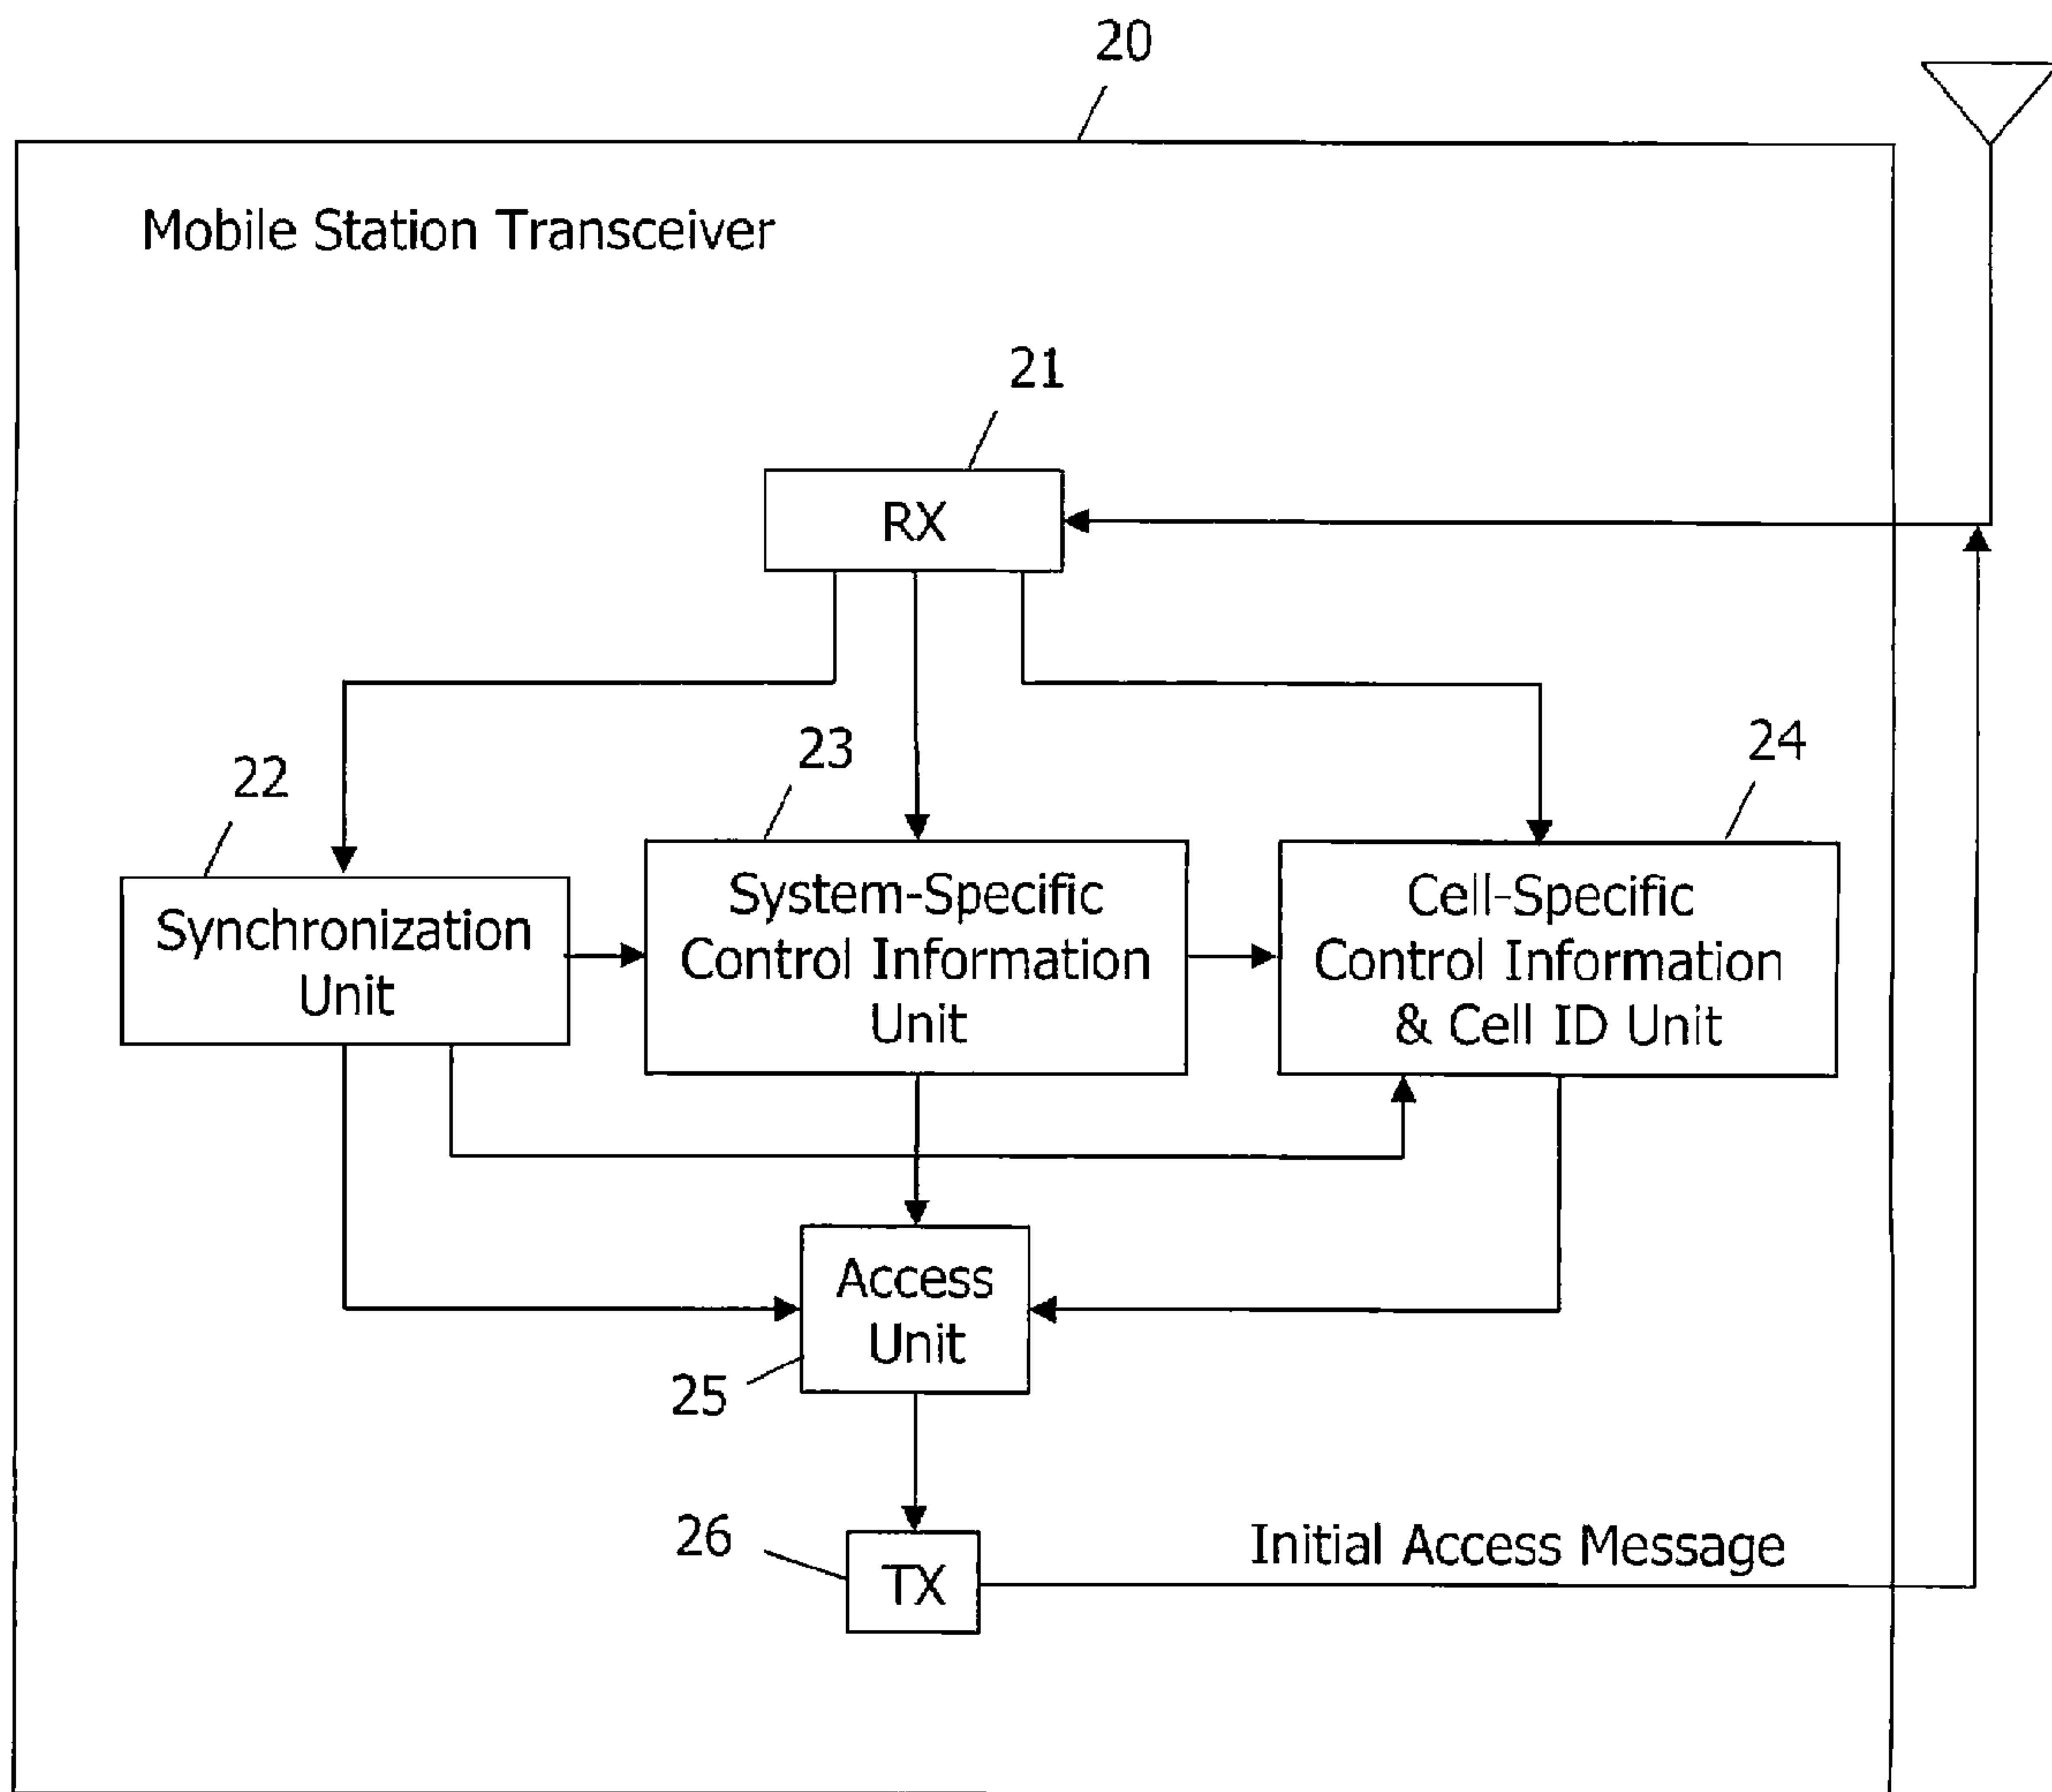 20
Mobile Station Transceiver
21
RX
22
23
24
Synchronization
Unit
System-Specific
Control Information
Unit
Cell-Specific
Control Information
& Cell ID Unit
Access
Unit
25
26
TX
Initial Access Message